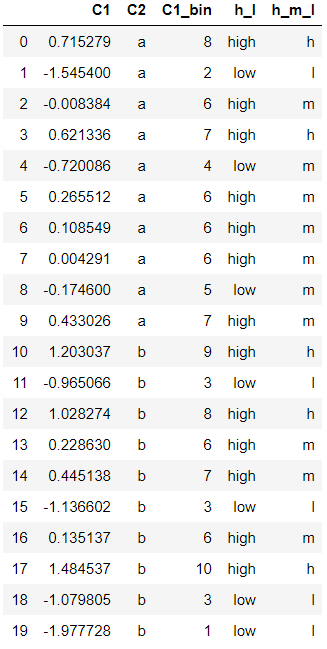 C1 C2 C1_bin h_l h_m_l
0 0.715279 a 8 high h
1 -1.545400 a 2 low l
2 -0.008384 a 6 high m
3 0.621336 a 7 high h
4 -0.720086 a 4 low m
5 0.265512 a 6 high m
6 0.108549 a 6 high m
7 0.004291 a 6 high m
8 -0.174600 a 5 low m
9 0.433026 a 7 high m
10 1.203037 b 9 high h
11 -0.965066 b 3 low l
12 1.028274 b 8 high h
13 0.228630 b 6 high m
14 0.445138 b 7 high m
15 -1.136602 b 3 low l
16 0.135137 b 6 high m
17 1.484537 b 10 high h
18 -1.079805 b 3 low l
19 -1.977728 b 1 low l